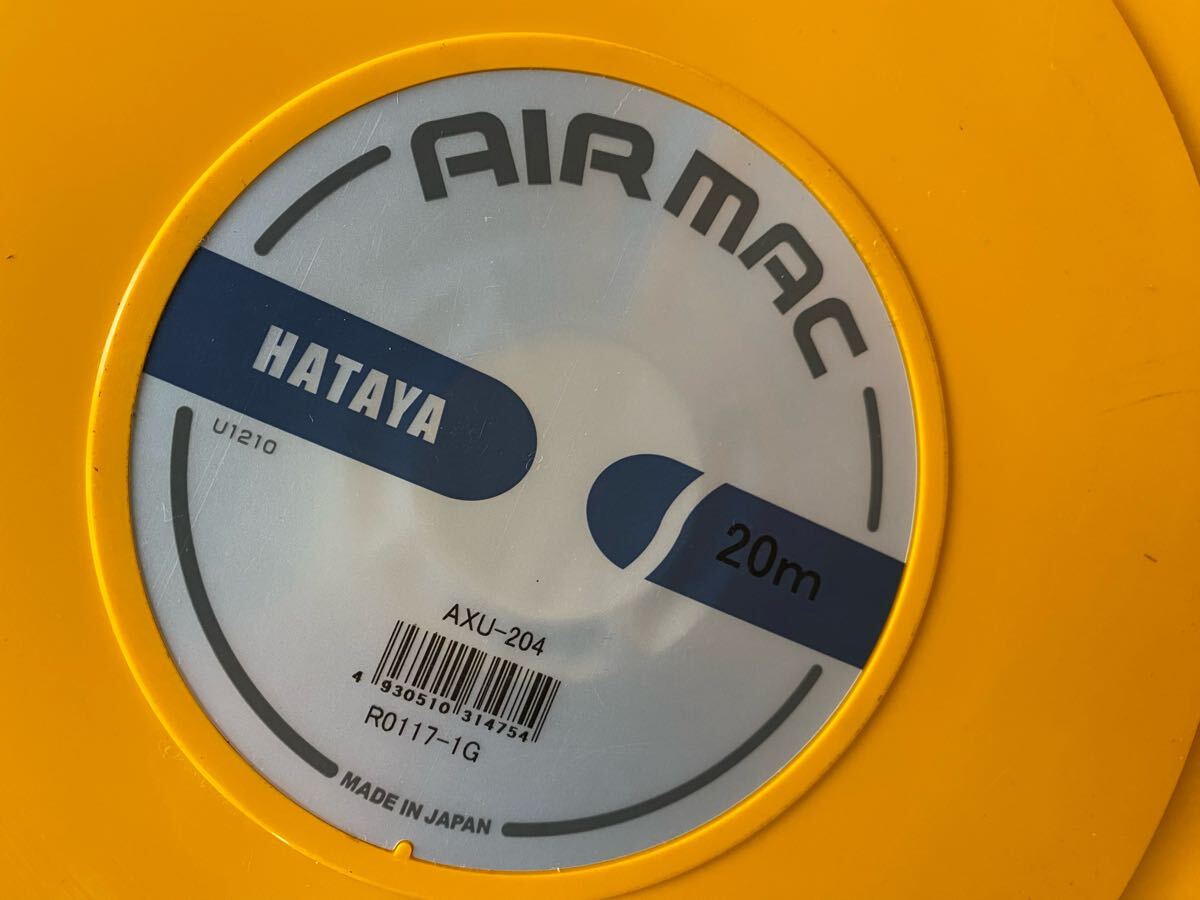 AIR MAC
HATAYA
U1210
20m
AXU-204
4 930510 314754
R0117-1G
MADE IN JAPAN